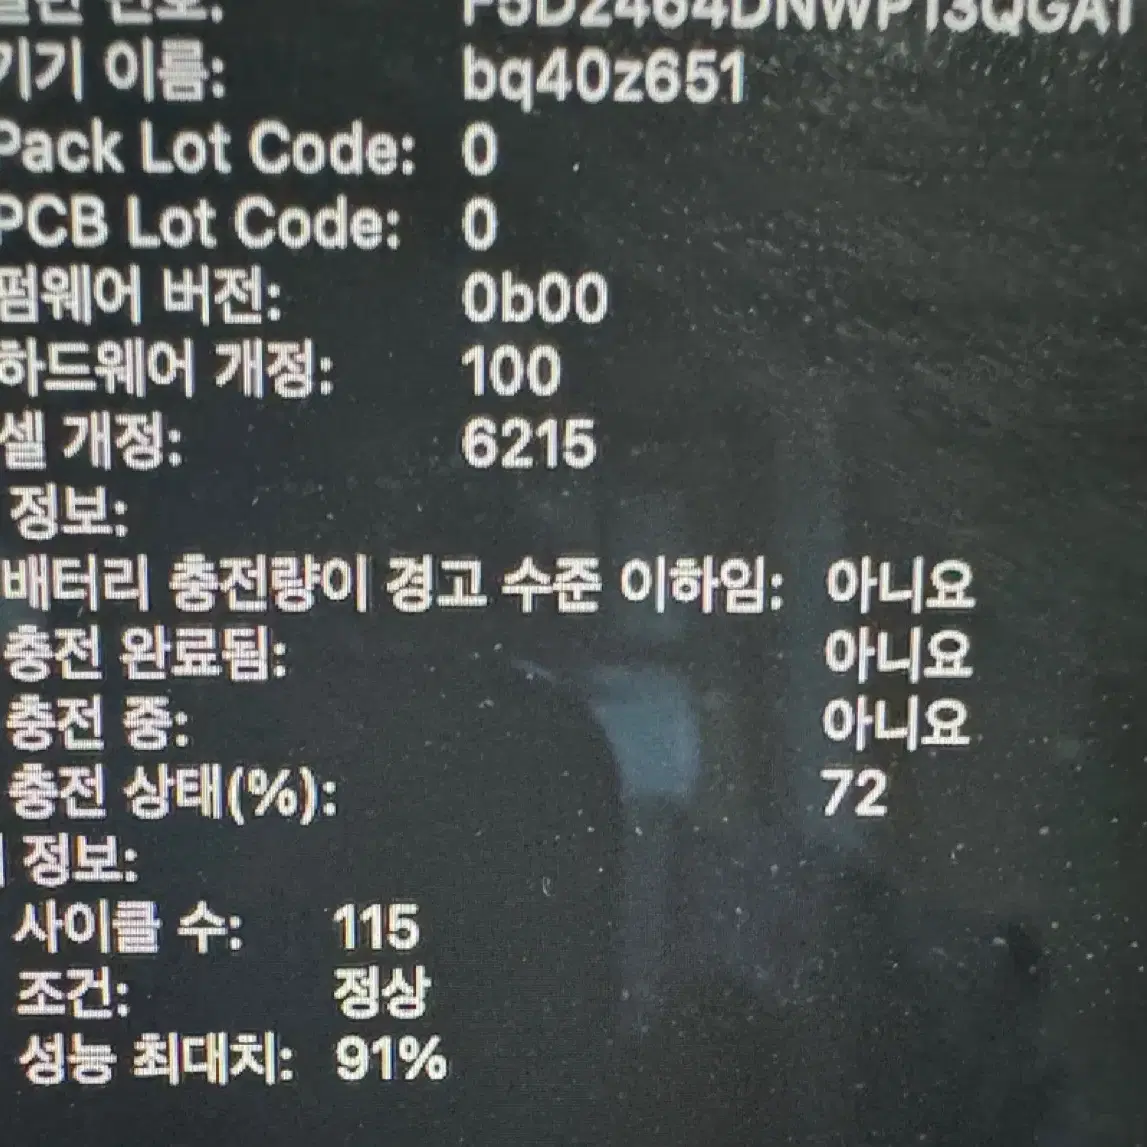 기기 이름: bq40z651
Pack Lot Code: 0
PCB Lot Code: 0
펌웨어 버전: 0b00
하드웨어 개정: 100
셀 개정: 6215
정보:
배터리 충전량이 경고 수준 이하임: 아니요
충전 완료됨: 아니요
충전 중: 아니요
충전 상태(%): 72
정보:
사이클 수: 115
조건: 정상
성능 최대치: 91%